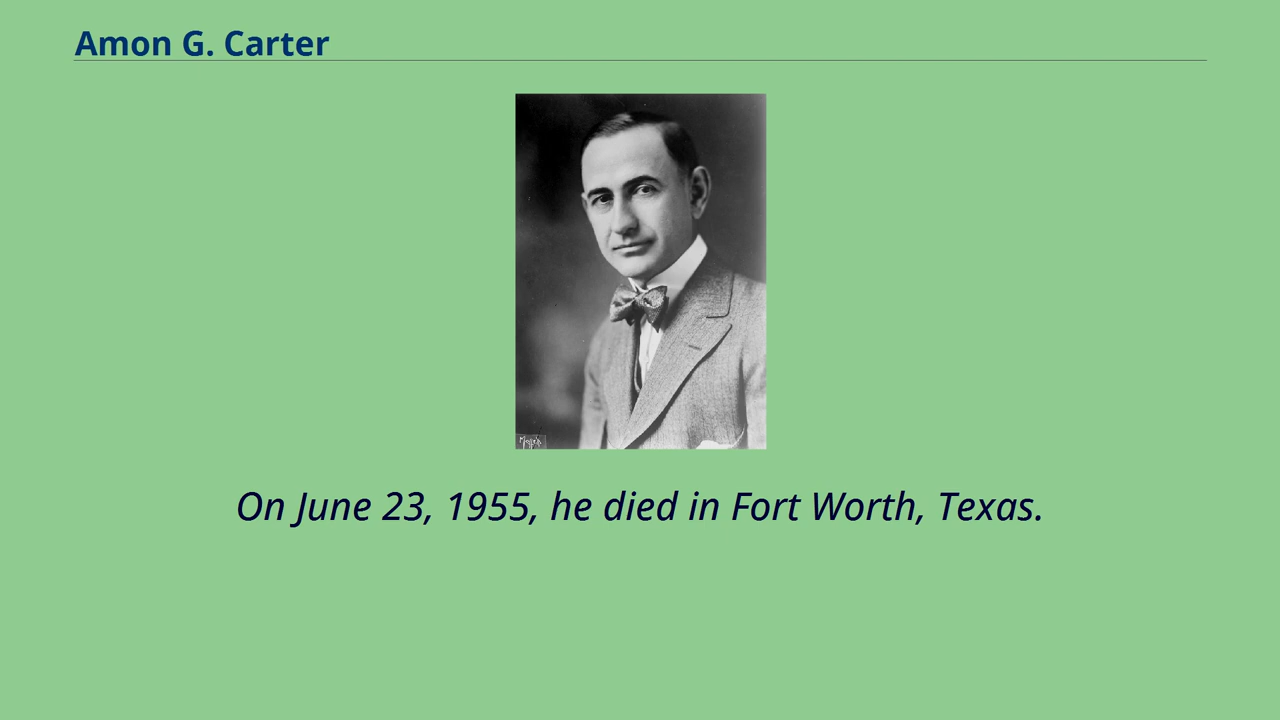 Amon G. Carter
On June 23, 1955, he died in Fort Worth, Texas.